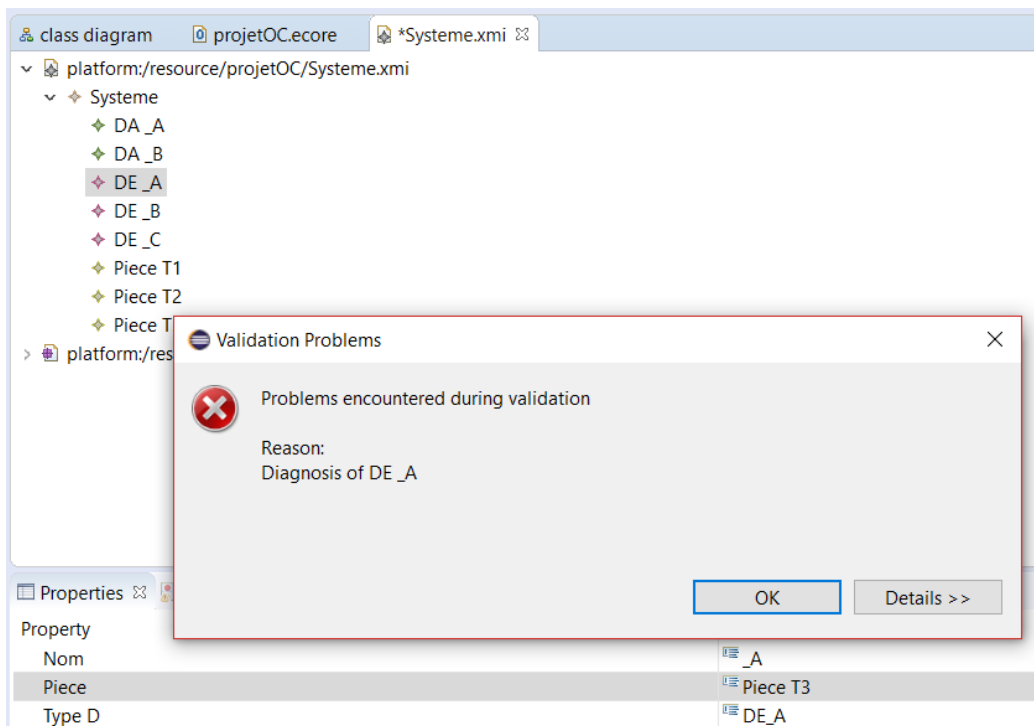 class diagram projetOC.ecore *Systeme.xmi
platform:/resource/projetOC/Systeme.xmi
Systeme
DA _A
DA _B
DE _A
DE _B
DE _C
Piece T1
Piece T2
Piece T
platform:/res
Validation Problems
Problems encountered during validation
Reason:
Diagnosis of DE _A
OK Details >>
Properties
Property
Nom _A
Piece Piece T3
Type D DE_A